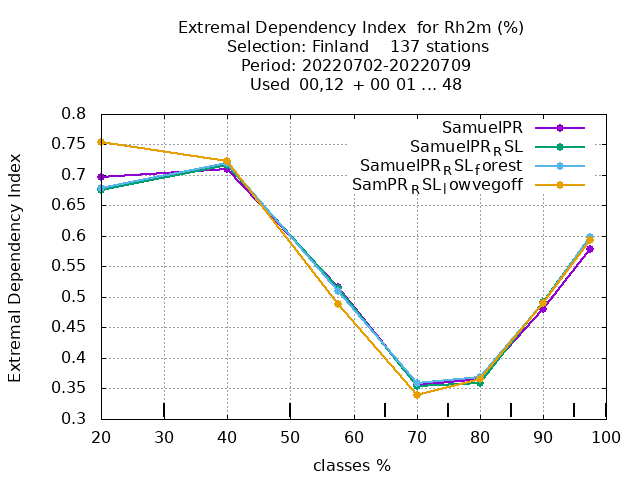 Extremal Dependency Index for Rh2m (%)
Selection: Finland 137 stations
Period: 20220702-20220709
Used 00,12 + 00 01 ... 48
SamuelPR
SamuelPR_RSL
SamuelPR_RSL_forest
SamPR_RSL_lowvegoff
Extremal Dependency Index
0.8
0.75
0.7
0.65
0.6
0.55
0.5
0.45
0.4
0.35
0.3
20 30 40 50 60 70 80 90 100
classes %